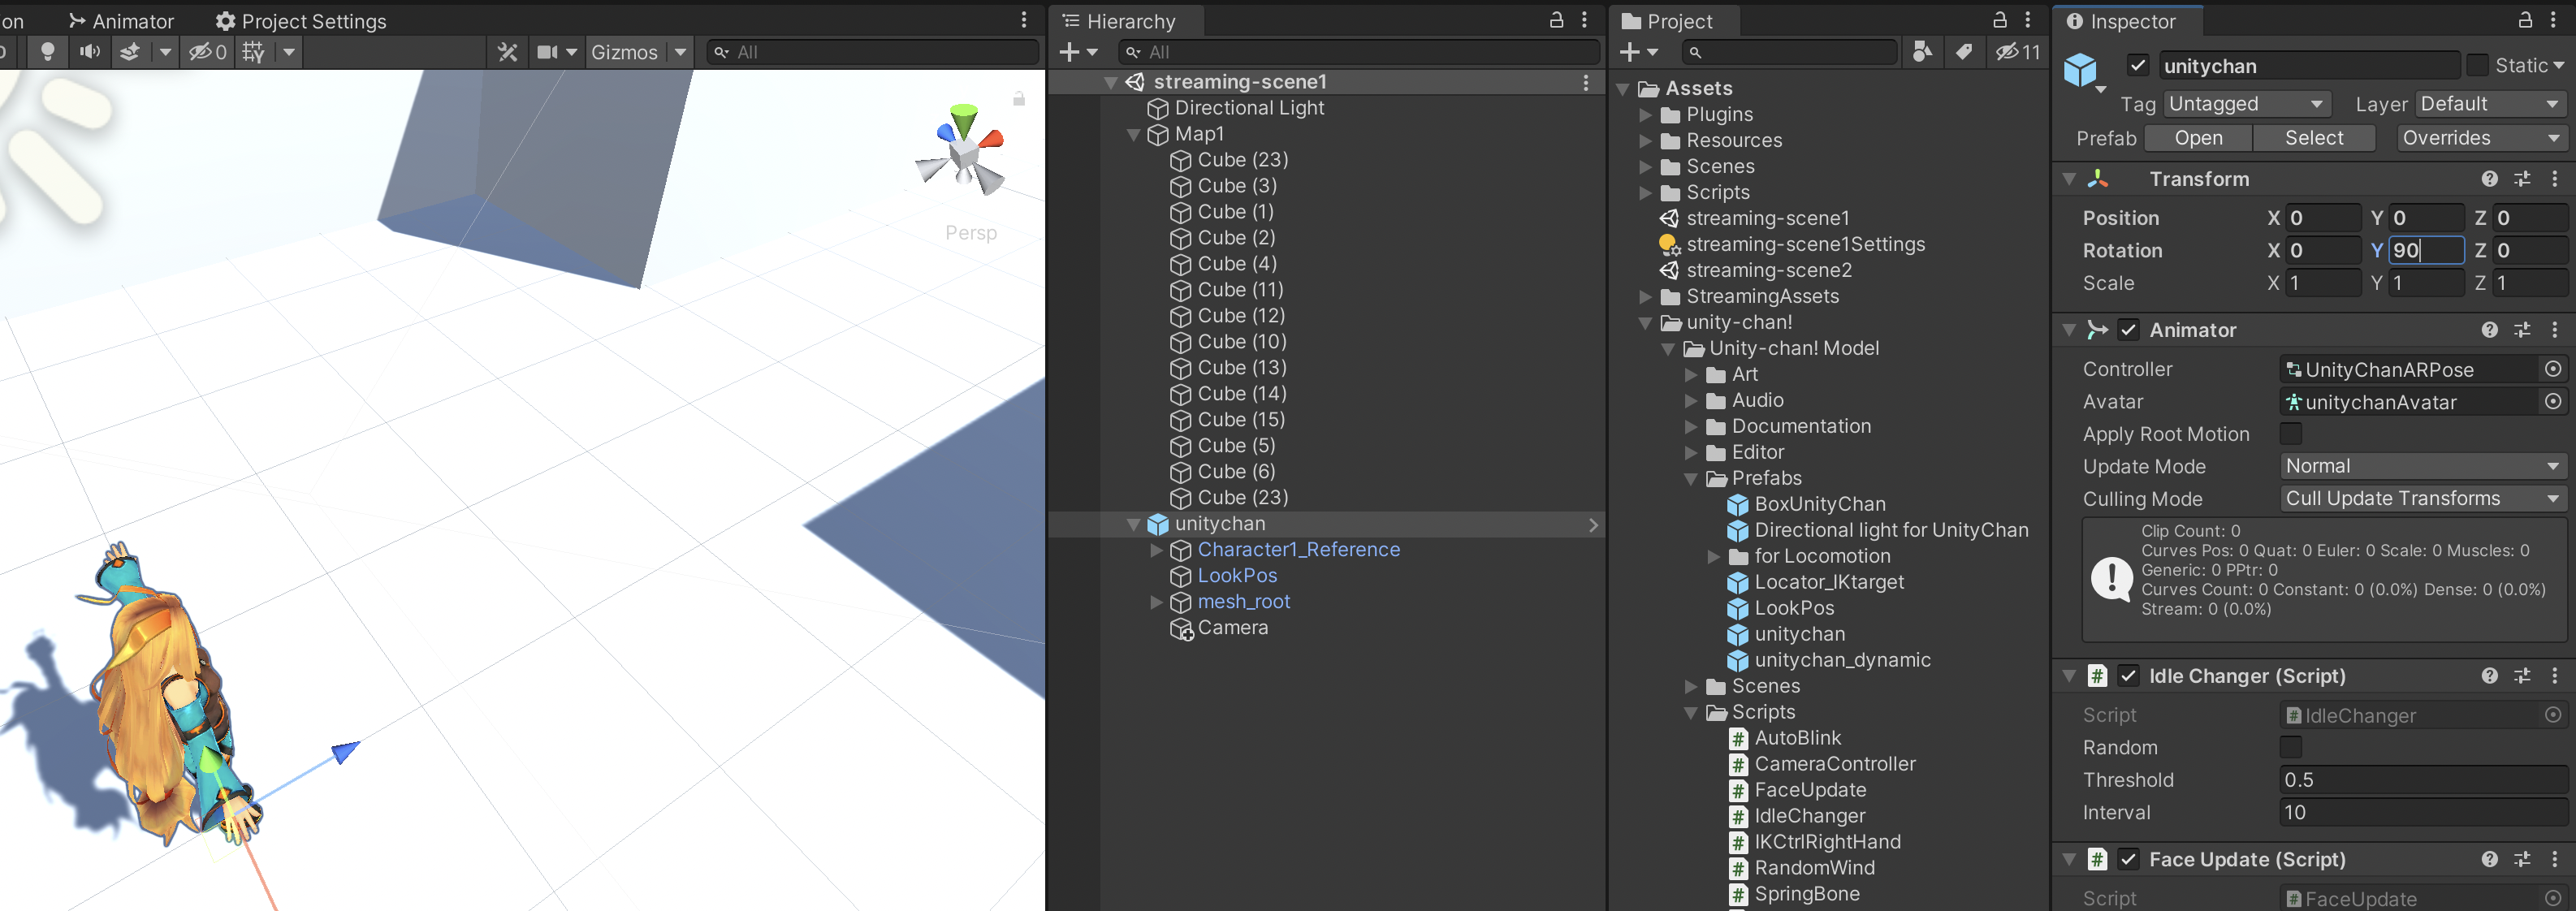 on Animator Project Settings
0 Gizmos All
Persp
Hierarchy
All
streaming-scene1
Directional Light
Map1
Cube (23)
Cube (3)
Cube (1)
Cube (2)
Cube (4)
Cube (11)
Cube (12)
Cube (10)
Cube (13)
Cube (14)
Cube (15)
Cube (5)
Cube (6)
Cube (23)
unitychan
Character1_Reference
LookPos
mesh_root
Camera
Project
11
Assets
Plugins
Resources
Scenes
Scripts
streaming-scene1
streaming-scene1Settings
streaming-scene2
StreamingAssets
unity-chan!
Unity-chan! Model
Art
Audio
Documentation
Editor
Prefabs
BoxUnityChan
Directional light for UnityChan
for Locomotion
Locator_IKtarget
LookPos
unitychan
unitychan_dynamic
Scenes
Scripts
AutoBlink
CameraController
FaceUpdate
IdleChanger
IKCtrlRightHand
RandomWind
SpringBone
Inspector
unitychan Static
Tag Untagged Layer Default
Prefab Open Select Overrides
Transform
Position X 0 Y 0 Z 0
Rotation X 0 Y 90 Z 0
Scale X 1 Y 1 Z 1
Animator
Controller UnityChanARPose
Avatar unitychanAvatar
Apply Root Motion
Update Mode Normal
Culling Mode Cull Update Transforms
Clip Count: 0
Curves Pos: 0 Quat: 0 Euler: 0 Scale: 0 Muscles: 0
Generic: 0 PPtr: 0
Curves Count: 0 Constant: 0 (0.0%) Dense: 0 (0.0%)
Stream: 0 (0.0%)
Idle Changer (Script)
Script IdleChanger
Random
Threshold 0.5
Interval 10
Face Update (Script)
Script FaceUpdate